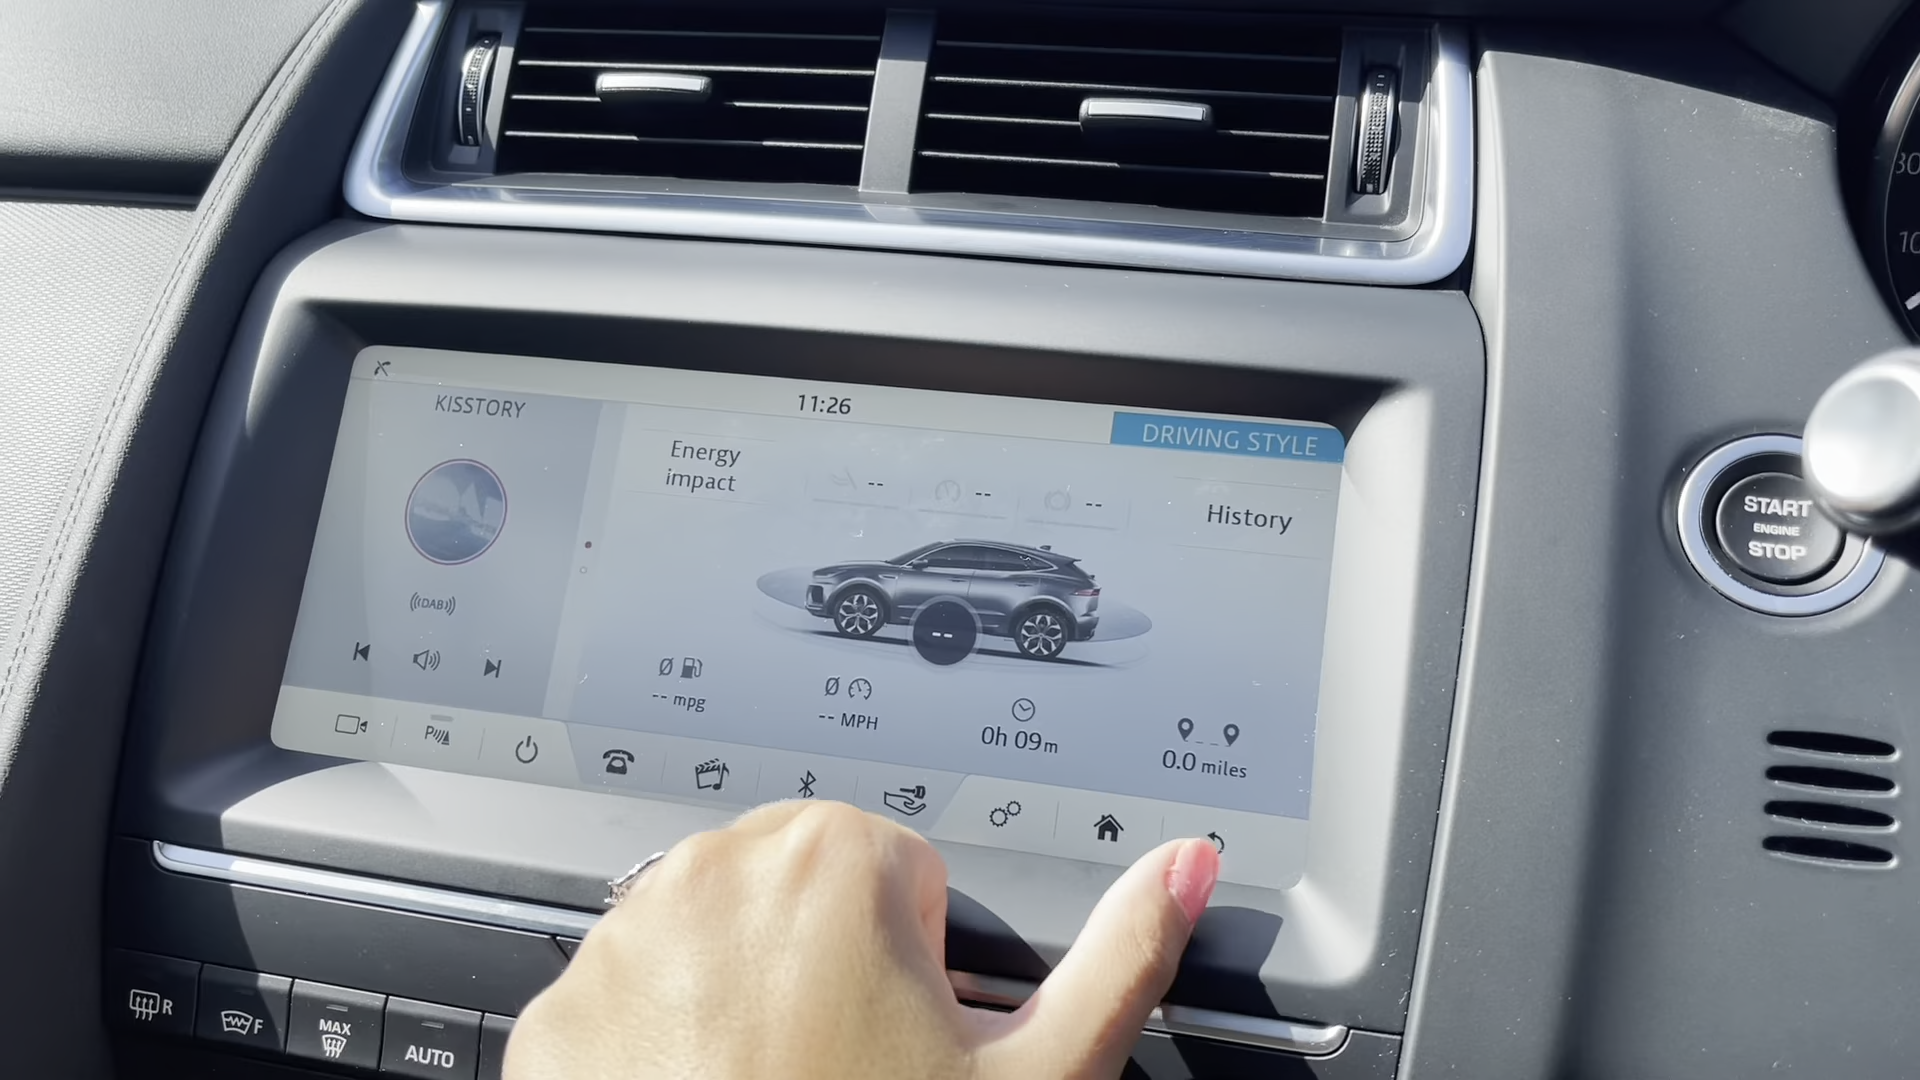 KISSTORY
11:26
DRIVING STYLE
Energy
impact
--
--
--
History
((DAB))
--
-- mpg
-- MPH
0h 09m
0.0 miles
START
ENGINE
STOP
R
F
MAX
AUTO